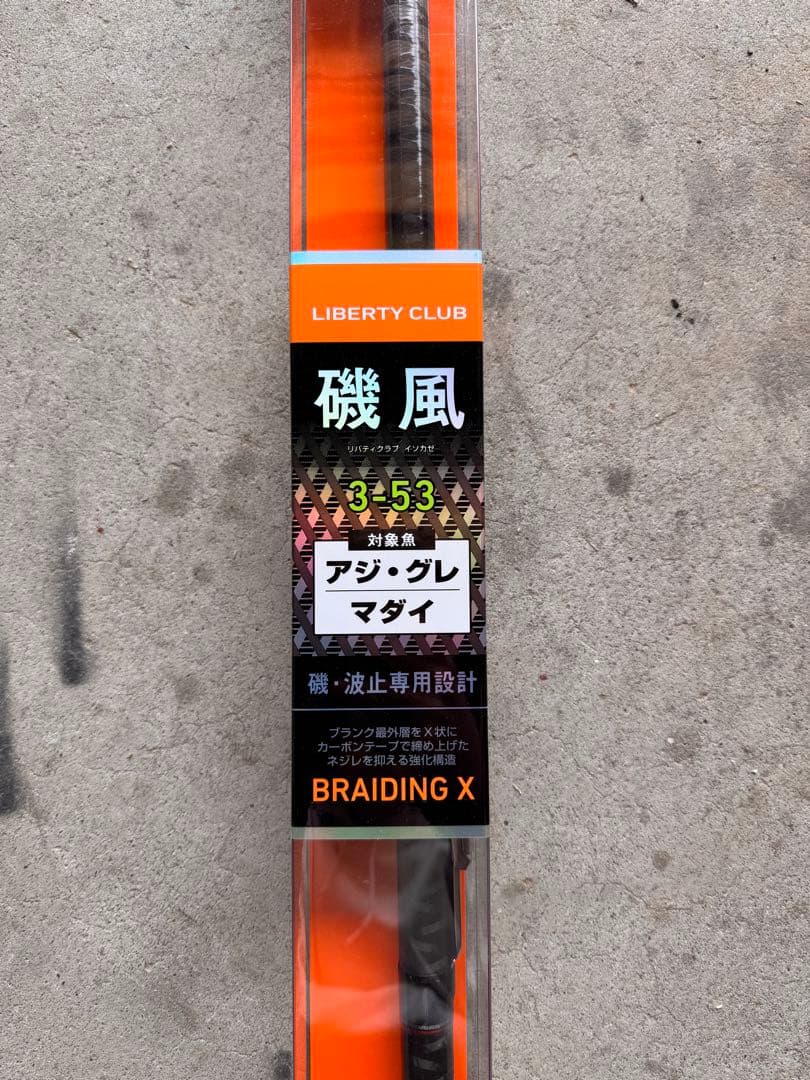 LIBERTY CLUB
磯風
リバティクラブ イソカゼ
3-53
対象魚
アジ・グレ
マダイ
磯・波止専用設計
ブランク最外層をX状に
カーボンテープで締め上げた
ネジレを抑える強化構造
BRAIDING X